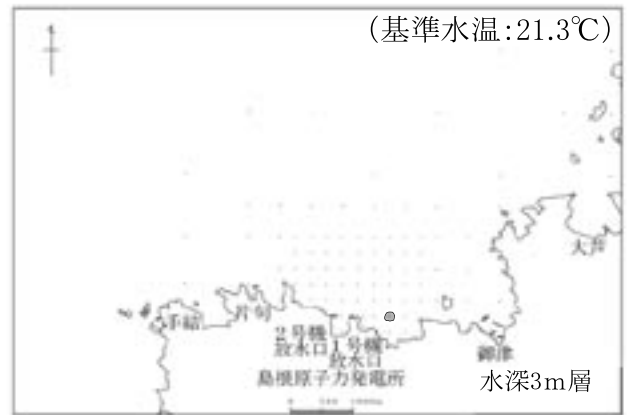 (基準水温:21.3℃)
大井
手結
片句
2号機
放水口
1号機
放水口
御津
島根原子力発電所
水深3m層